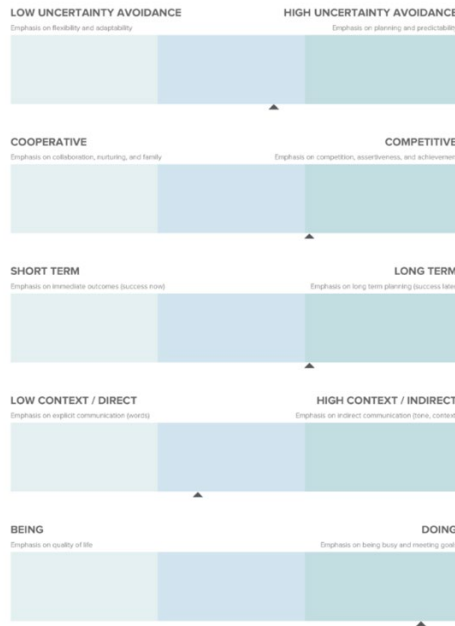 LOW UNCERTAINTY AVOIDANCE
HIGH UNCERTAINTY AVOIDANCE
Emphasis on flexibility and adaptability
Emphasis on planning and predictability
COOPERATIVE
COMPETITIVE
Emphasis on collaboration, nurturing, and family
Emphasis on competition, assertiveness, and achievemen
SHORT TERM
LONG TERM
Emphasis on immediate outcomes (success now)
Emphasis on long term planning (success later
LOW CONTEXT / DIRECT
HIGH CONTEXT / INDIRECT
Emphasis on explicit communication (words)
Emphasis on indirect communication (tone, context
BEING
DOING
Emphasis on quality of life
Emphasis on being busy and meeting goal